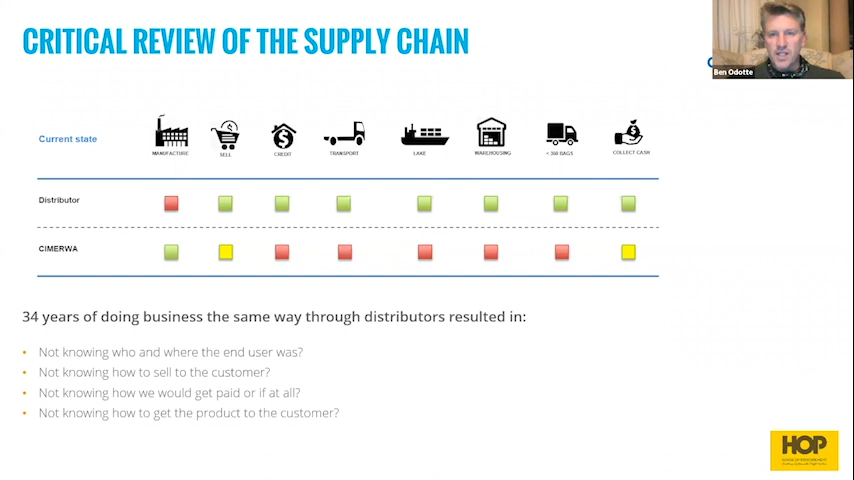 CRITICAL REVIEW OF THE SUPPLY CHAIN
Ben Odotte
Current state
MANUFACTURE SELL CREDIT TRANSPORT LAKE WAREHOUSING COLLECT CASH
Distributor
CIMERWA
34 years of doing business the same way through distributors resulted in:
• Not knowing who and where the end user was?
• Not knowing how to sell to the customer?
• Not knowing how we would get paid or if at all?
• Not knowing how to get the product to the customer?
HOP